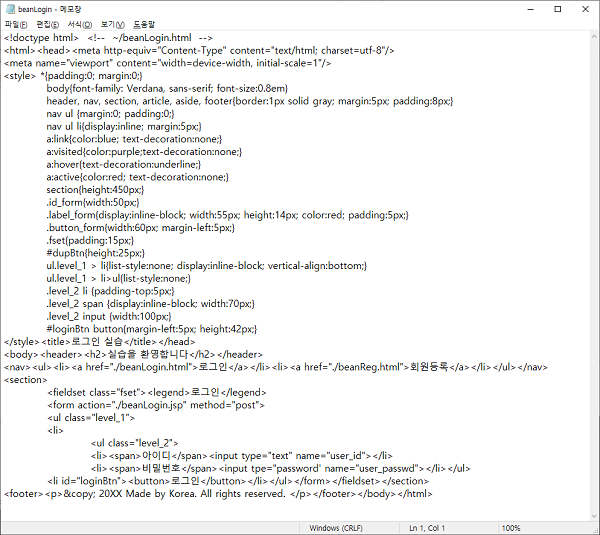 beanLogin - 메모장
파일(F) 편집(E) 서식(O) 보기(V) 도움말
<!doctype html>   <!--  ~/beanLogin.html  -->
<html><head><meta http-equiv="Content-Type" content="text/html; charset=utf-8"/>
<meta name="viewport" content="width=device-width, initial-scale=1"/>
<style> *{padding:0; margin:0;}
body{font-family: Verdana, sans-serif; font-size:0.8em}
header, nav, section, article, aside, footer{border:1px solid gray; margin:5px; padding:8px;}
nav ul {margin:0; padding:0;}
nav ul li{display:inline; margin:5px;}
a:link{color:blue; text-decoration:none;}
a:visited{color:purple;text-decoration:none;}
a:hover{text-decoration:underline;}
a:active{color:red; text-decoration:none;}
section{height:450px;}
.id_form{width:50px;}
.label_form{display:inline-block; width:55px; height:14px; color:red; padding:5px;}
.button_form{width:60px; margin-left:5px;}
.fset{padding:15px;}
#dupBtn{height:25px;}
ul.level_1 > li{list-style:none; display:inline-block; vertical-align:bottom;}
ul.level_1 > li>ul{list-style:none;}
.level_2 li {padding-top:5px;}
.level_2 span {display:inline-block; width:70px;}
.level_2 input {width:100px;}
#loginBtn button{margin-left:5px; height:42px;}
</style><title>로그인 실습</title></head>
<body><header><h2>실습을 환영합니다</h2></header>
<nav><ul><li><a href="./beanLogin.html">로그인</a></li><li><a href="./beanReg.html">회원등록</a></li></ul></nav>
<section>
<fieldset class="fset"><legend>로그인</legend>
<form action="./beanLogin.jsp" method="post">
<ul class="level_1">
<li>
<ul class="level_2">
<li><span>아이디</span><input type="text" name="user_id"></li>
<li><span>비밀번호</span><input tpe="password' name="user_passwd"></li></ul>
<li id="loginBtn"><button>로그인</button></li></ul></form></fieldset></section>
<footer><p>&copy; 20XX Made by Korea. All rights reserved. </p></footer></body></html>
Windows (CRLF) Ln 1, Col 1 100%